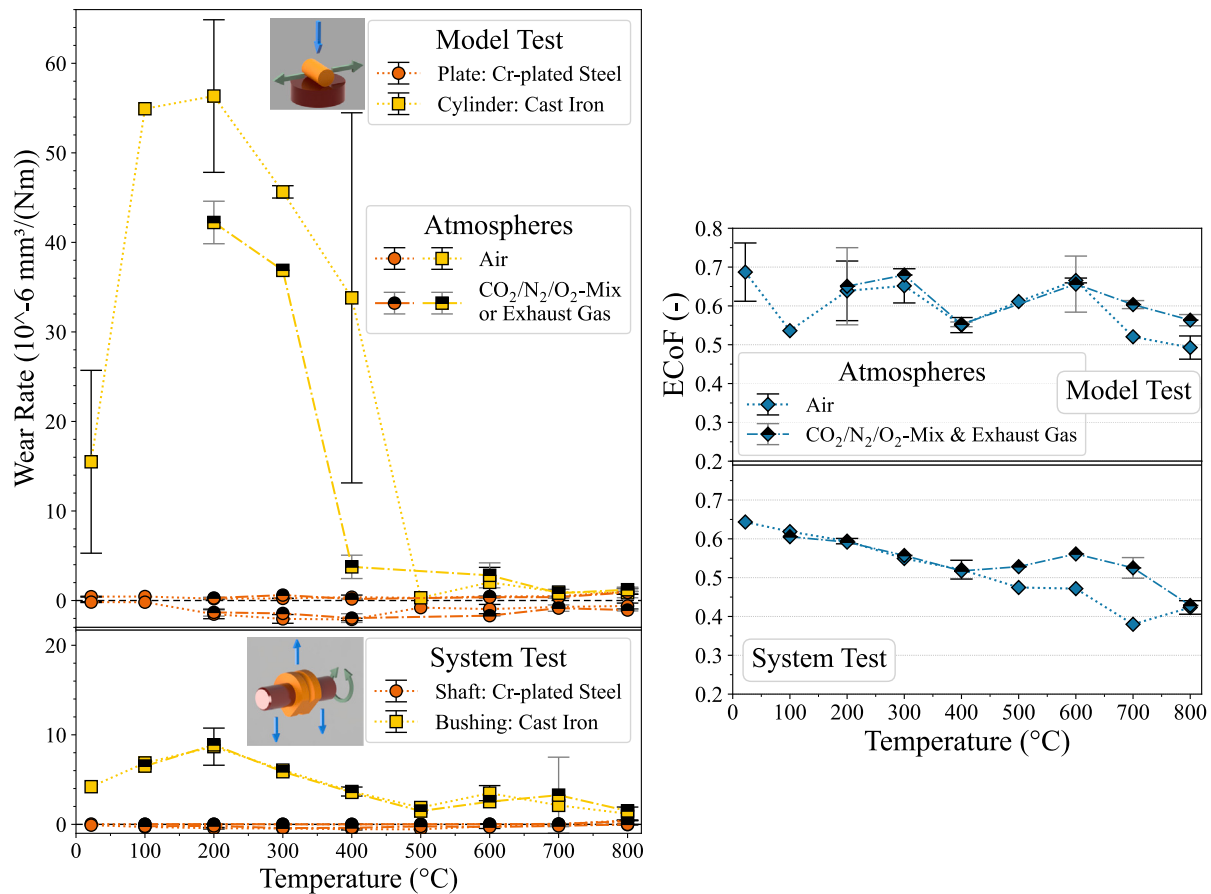 Wear Rate (10^-6 mm³/(Nm))
60
50
40
30
20
10
0
Model Test
Plate: Cr-plated Steel
Cylinder: Cast Iron
Atmospheres
Air
CO₂/N₂/O₂-Mix
or Exhaust Gas
20
10
0
System Test
Shaft: Cr-plated Steel
Bushing: Cast Iron
0 100 200 300 400 500 600 700 800
Temperature (°C)
ECoF (-)
0.8
0.7
0.6
0.5
0.4
0.3
0.2
Atmospheres
Air
CO₂/N₂/O₂-Mix & Exhaust Gas
Model Test
0.7
0.6
0.5
0.4
0.3
0.2
System Test
0 100 200 300 400 500 600 700 800
Temperature (°C)